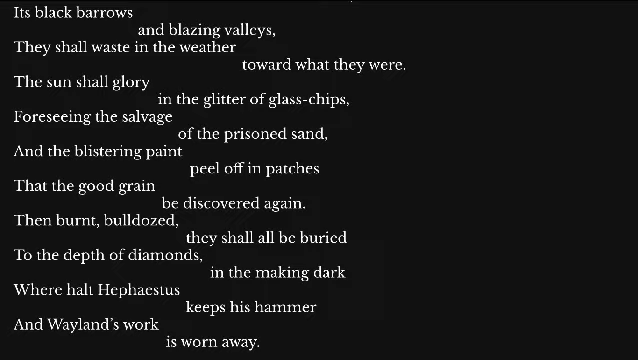 Its black barrows
and blazing valleys,
They shall waste in the weather
toward what they were.
The sun shall glory
in the glitter of glass-chips,
Foreseeing the salvage
of the prisoned sand,
And the blistering paint
peel off in patches
That the good grain
be discovered again.
Then burnt, bulldozed,
they shall all be buried
To the depth of diamonds,
in the making dark
Where halt Hephaestus
keeps his hammer
And Wayland’s work
is worn away.